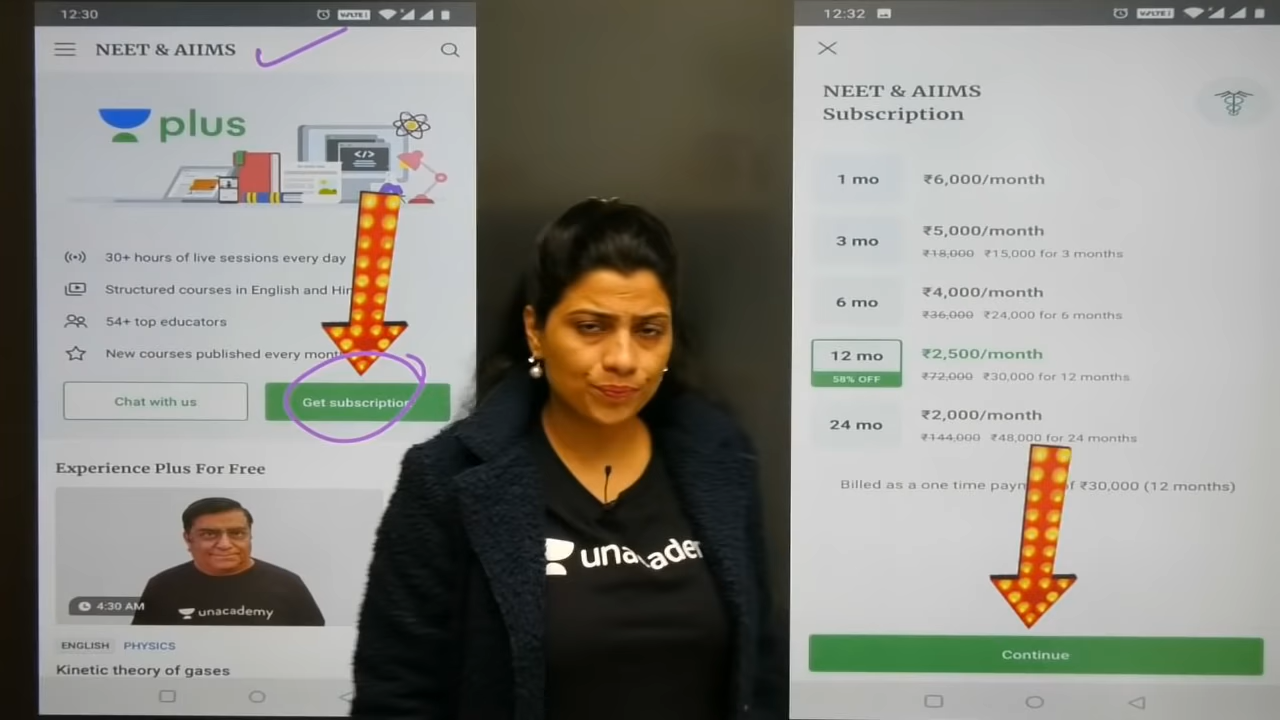 12:30
VoLTE
NEET & AIIMS
plus
</>
30+ hours of live sessions every day
Structured courses in English and Hin
54+ top educators
New courses published every mont
Chat with us
Get subscription
Experience Plus For Free
4:30 AM
unacademy
ENGLISH PHYSICS
Kinetic theory of gases
unacadem
12:32
VoLTE
NEET & AIIMS
Subscription
1 mo ₹6,000/month
3 mo ₹5,000/month
₹18,000 ₹15,000 for 3 months
6 mo ₹4,000/month
₹36,000 ₹24,000 for 6 months
12 mo ₹2,500/month
58% OFF ₹72,000 ₹30,000 for 12 months
24 mo ₹2,000/month
₹144,000 ₹48,000 for 24 months
Billed as a one time paym of ₹30,000 (12 months)
Continue